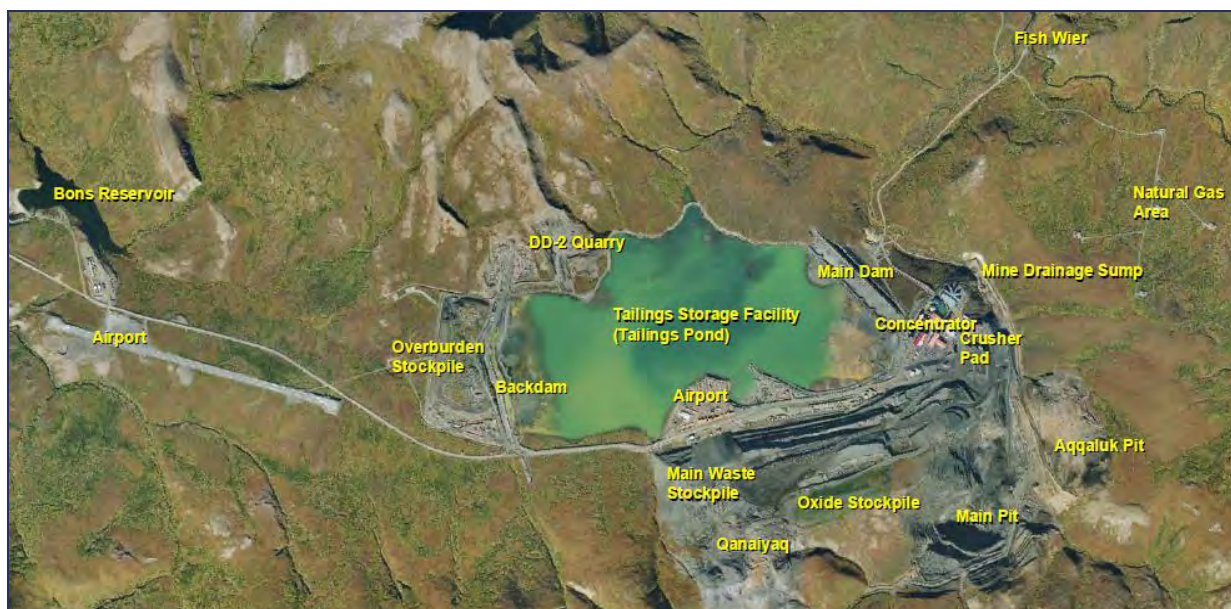 Fish Wier
Bons Reservoir
Natural Gas
Area
DD-2 Quarry
Main Dam
Mine Drainage Sump
Tailings Storage Facility
(Tailings Pond)
Airport
Concentrator
Crusher
Pad
Overburden
Stockpile
Backdam
Airport
Aqqaluk Pit
Main Waste
Stockpile
Oxide Stockpile
Main Pit
Qanaiyaq